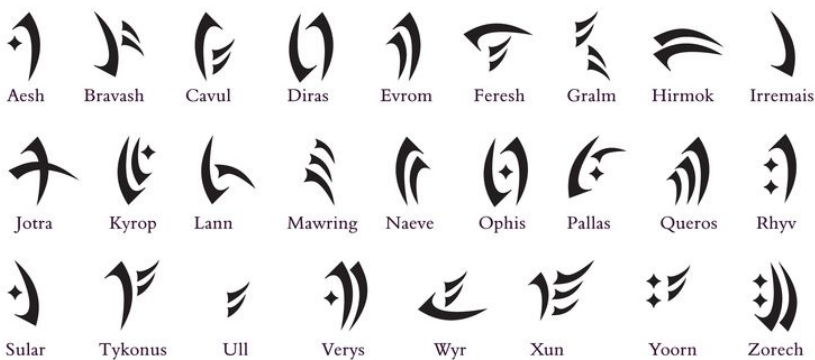 Aesh Bravash Cavul Diras Evrom Feresh Gralm Hirmok Irremais
Jotra Kyrop Lann Mawring Naeve Ophis Pallas Queros Rhyv
Sular Tykonus Ull Verys Wyr Xun Yoorn Zorech